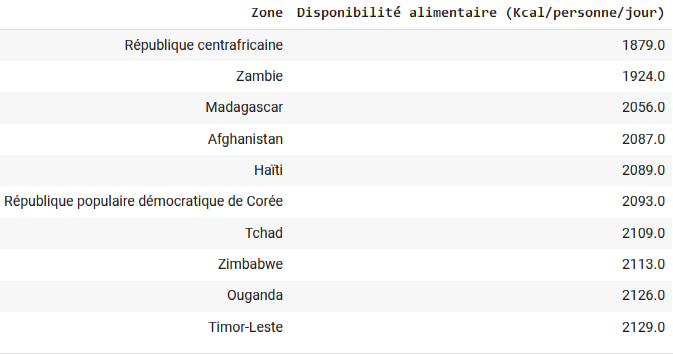 Zone Disponibilité alimentaire (Kcal/personne/jour)
République centrafricaine 1879.0
Zambie 1924.0
Madagascar 2056.0
Afghanistan 2087.0
Haïti 2089.0
République populaire démocratique de Corée 2093.0
Tchad 2109.0
Zimbabwe 2113.0
Ouganda 2126.0
Timor-Leste 2129.0